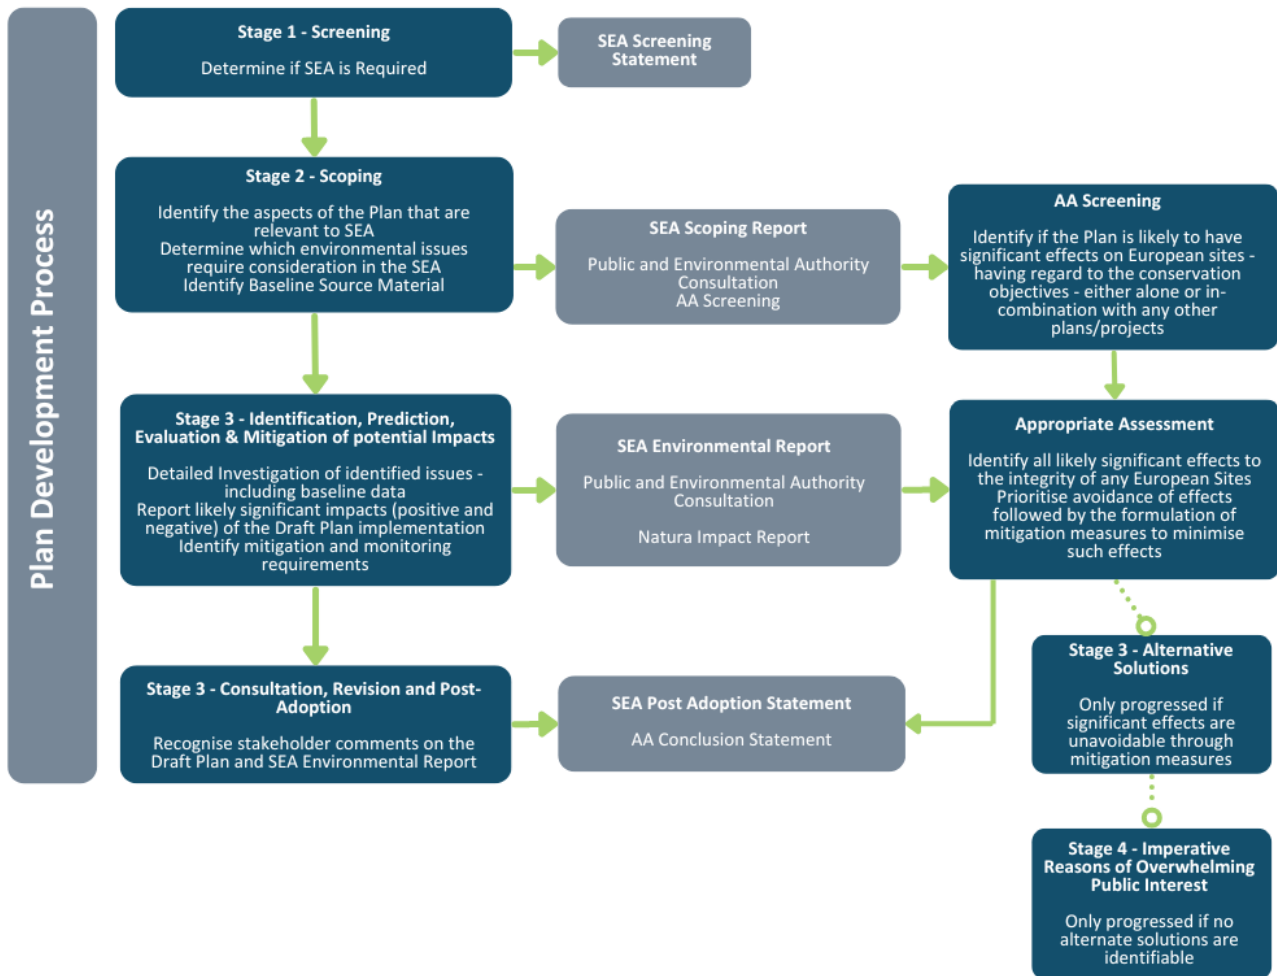 Plan Development Process
Stage 1 - Screening
Determine if SEA is Required
SEA Screening
Statement
Stage 2 - Scoping
Identify the aspects of the Plan that are
relevant to SEA
Determine which environmental issues
require consideration in the SEA
Identify Baseline Source Material
SEA Scoping Report
Public and Environmental Authority
Consultation
AA Screening
AA Screening
Identify if the Plan is likely to have
significant effects on European sites -
having regard to the conservation
objectives - either alone or in-
combination with any other
plans/projects
Stage 3 - Identification, Prediction,
Evaluation & Mitigation of potential Impacts
Detailed Investigation of identified issues -
including baseline data
Report likely significant impacts (positive and
negative) of the Draft Plan implementation
Identify mitigation and monitoring
requirements
SEA Environmental Report
Public and Environmental Authority
Consultation
Natura Impact Report
Appropriate Assessment
Identify all likely significant effects to
the integrity of any European Sites
Prioritise avoidance of effects
followed by the formulation of
mitigation measures to minimise
such effects
Stage 3 - Consultation, Revision and Post-
Adoption
Recognise stakeholder comments on the
Draft Plan and SEA Environmental Report
SEA Post Adoption Statement
AA Conclusion Statement
Stage 3 - Alternative
Solutions
Only progressed if
significant effects are
unavoidable through
mitigation measures
Stage 4 - Imperative
Reasons of Overwhelming
Public Interest
Only progressed if no
alternate solutions are
identifiable